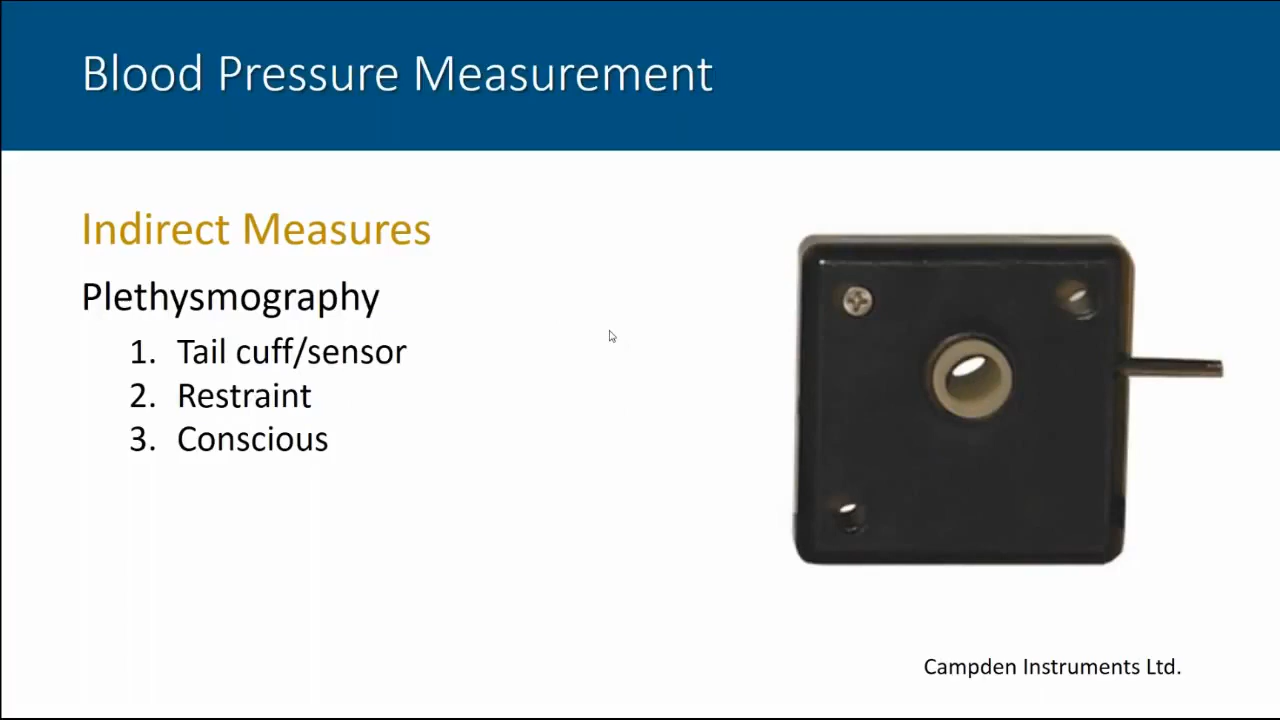 Blood Pressure Measurement
Indirect Measures
Plethysmography
1. Tail cuff/sensor
2. Restraint
3. Conscious
Campden Instruments Ltd.